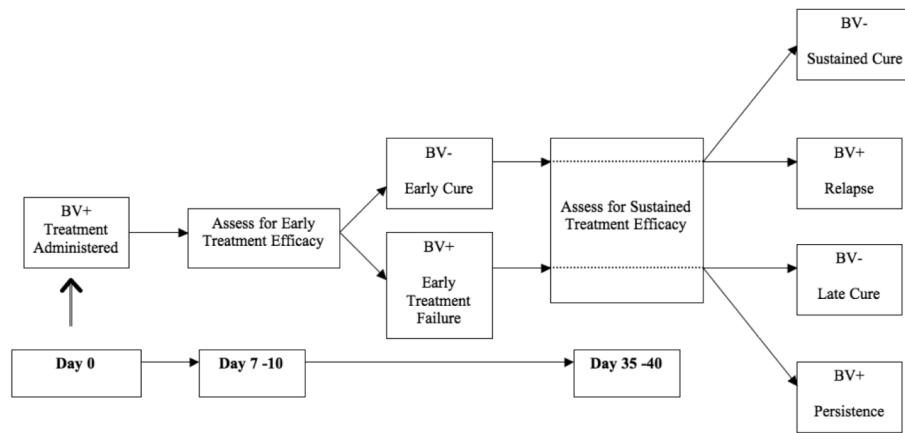 BV+
Treatment
Administered
Assess for Early
Treatment Efficacy
BV-
Early Cure
BV+
Early
Treatment
Failure
Assess for Sustained
Treatment Efficacy
BV-
Sustained Cure
BV+
Relapse
BV-
Late Cure
BV+
Persistence
Day 0
Day 7 -10
Day 35 -40